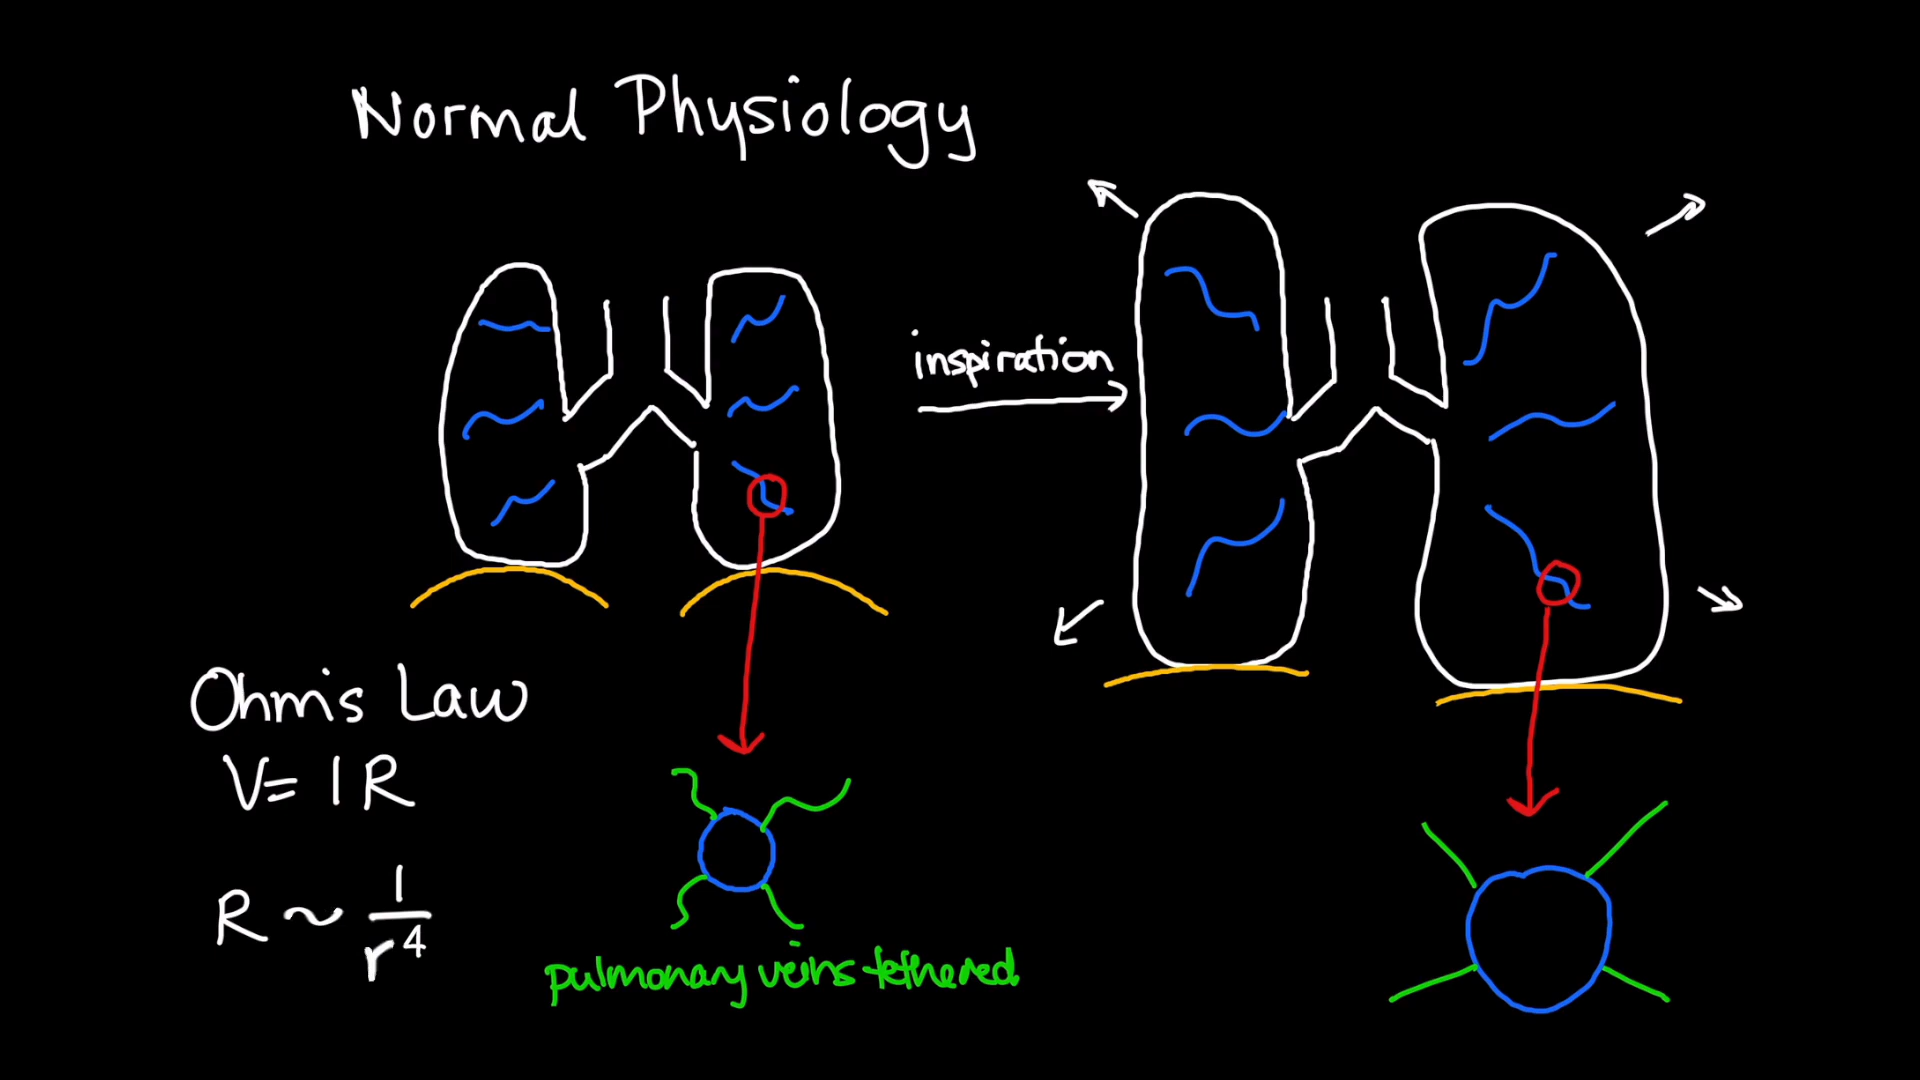 Normal Physiology
inspiration
Ohm's Law
V = I R
R ~ 1/r⁴
pulmonary veins tethered